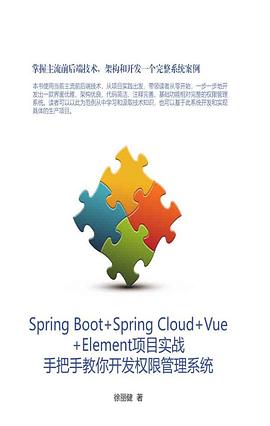 掌握主流前后端技术，架构和开发一个完整系统案例
本书使用当前主流前后端技术，从项目实践出发，带领读者从零开始，一步一步地开
发出一款界面优雅、架构优良、代码简洁、注释完善、基础功能相对完整的权限管理
系统。读者可以以此为范例从中学习和汲取技术知识，也可以基于此系统开发和实现
具体的生产项目。
Spring Boot+Spring Cloud+Vue
+Element项目实战
手把手教你开发权限管理系统
徐丽健 著